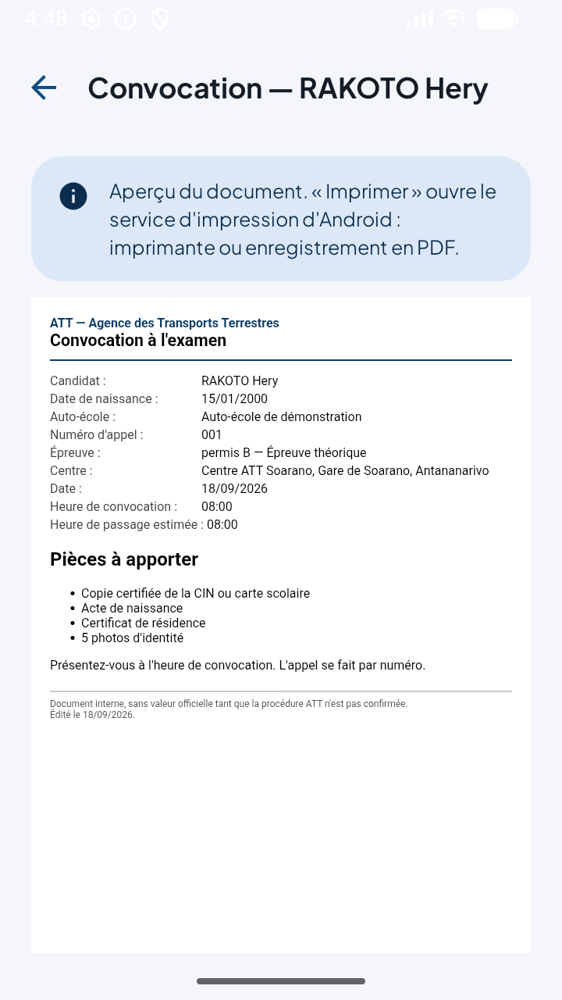 4:48
Convocation — RAKOTO Hery
Aperçu du document. « Imprimer » ouvre le
service d'impression d'Android :
imprimante ou enregistrement en PDF.
ATT — Agence des Transports Terrestres
Convocation à l'examen
Candidat : RAKOTO Hery
Date de naissance : 15/01/2000
Auto-école : Auto-école de démonstration
Numéro d'appel : 001
Épreuve : permis B — Épreuve théorique
Centre : Centre ATT Soarano, Gare de Soarano, Antananarivo
Date : 18/09/2026
Heure de convocation : 08:00
Heure de passage estimée : 08:00
Pièces à apporter
• Copie certifiée de la CIN ou carte scolaire
• Acte de naissance
• Certificat de résidence
• 5 photos d'identité
Présentez-vous à l'heure de convocation. L'appel se fait par numéro.
Document interne, sans valeur officielle tant que la procédure ATT n'est pas confirmée.
Édité le 18/09/2026.